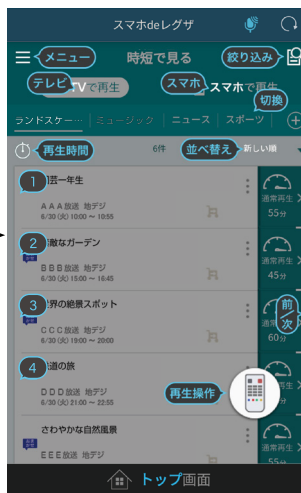 スマホdeレグザ
メニュー 時短で見る 絞り込み
テレビ TVで再生 スマホ スマホで再生
切換
ランドスケー… ミュージック ニュース スポーツ
再生時間 6件 並べ替え 新しい順
1 芸一年生
AAA放送 地デジ
6/30(火) 10:00 ~ 10:55
通常再生
55分
2 敵なガーデン
BBB放送 地デジ
6/30(火) 15:00 ~ 16:45
通常再生
45分
3 世界の絶景スポット
CCC放送 地デジ
6/30(火) 19:00 ~ 20:00
通常
60分
前/次
4 道の旅
DDD放送 地デジ
6/30(火) 21:00 ~ 22:55
再生操作
さわやかな自然風景
EEE放送 地デジ
通常再生
55分
トップ画面